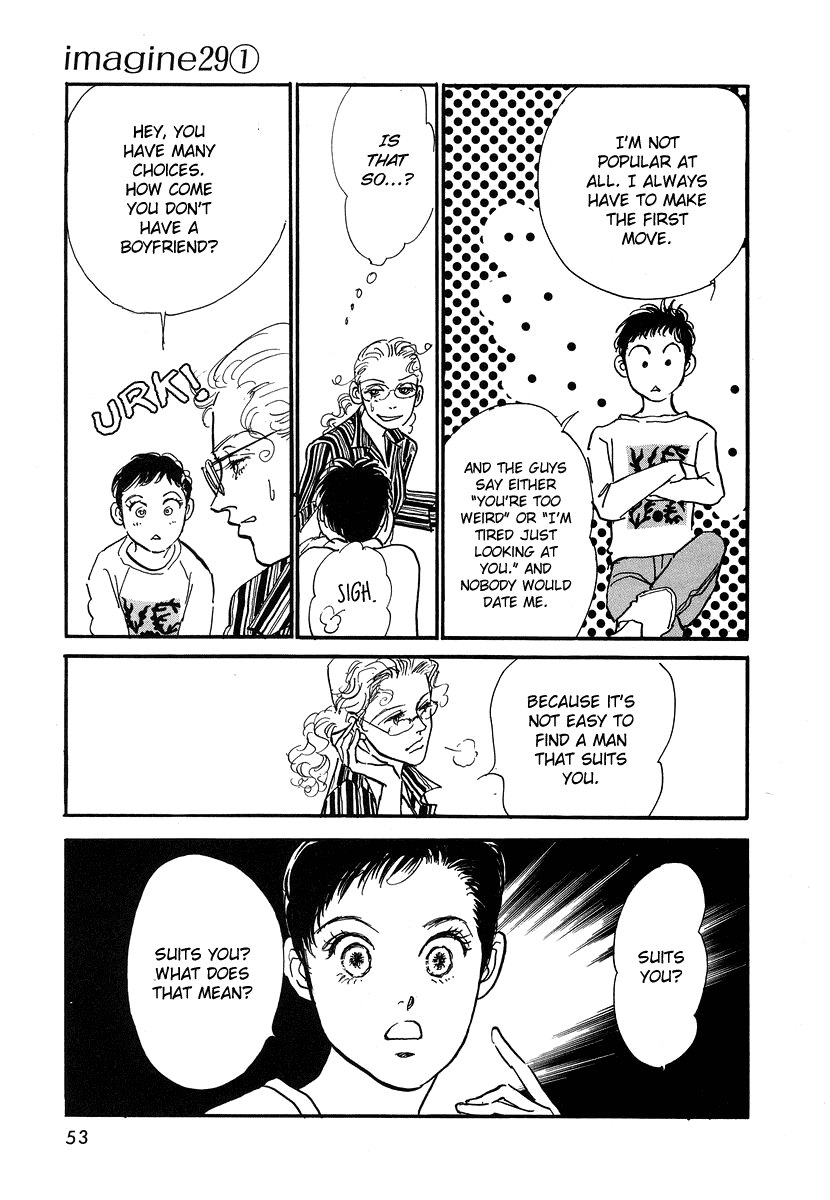 imagine29①
I'M NOT
POPULAR AT
ALL. I ALWAYS
HAVE TO MAKE
THE FIRST
MOVE.
AND THE GUYS
SAY EITHER
"YOU'RE TOO
WEIRD" OR "I'M
TIRED JUST
LOOKING AT
YOU." AND
NOBODY WOULD
DATE ME.
IS
THAT
SO...?
SIGH.
HEY, YOU
HAVE MANY
CHOICES.
HOW COME
YOU DON'T
HAVE A
BOYFRIEND?
URK!
BECAUSE IT'S
NOT EASY TO
FIND A MAN
THAT SUITS
YOU.
SUITS
YOU?
SUITS YOU?
WHAT DOES
THAT MEAN?
53